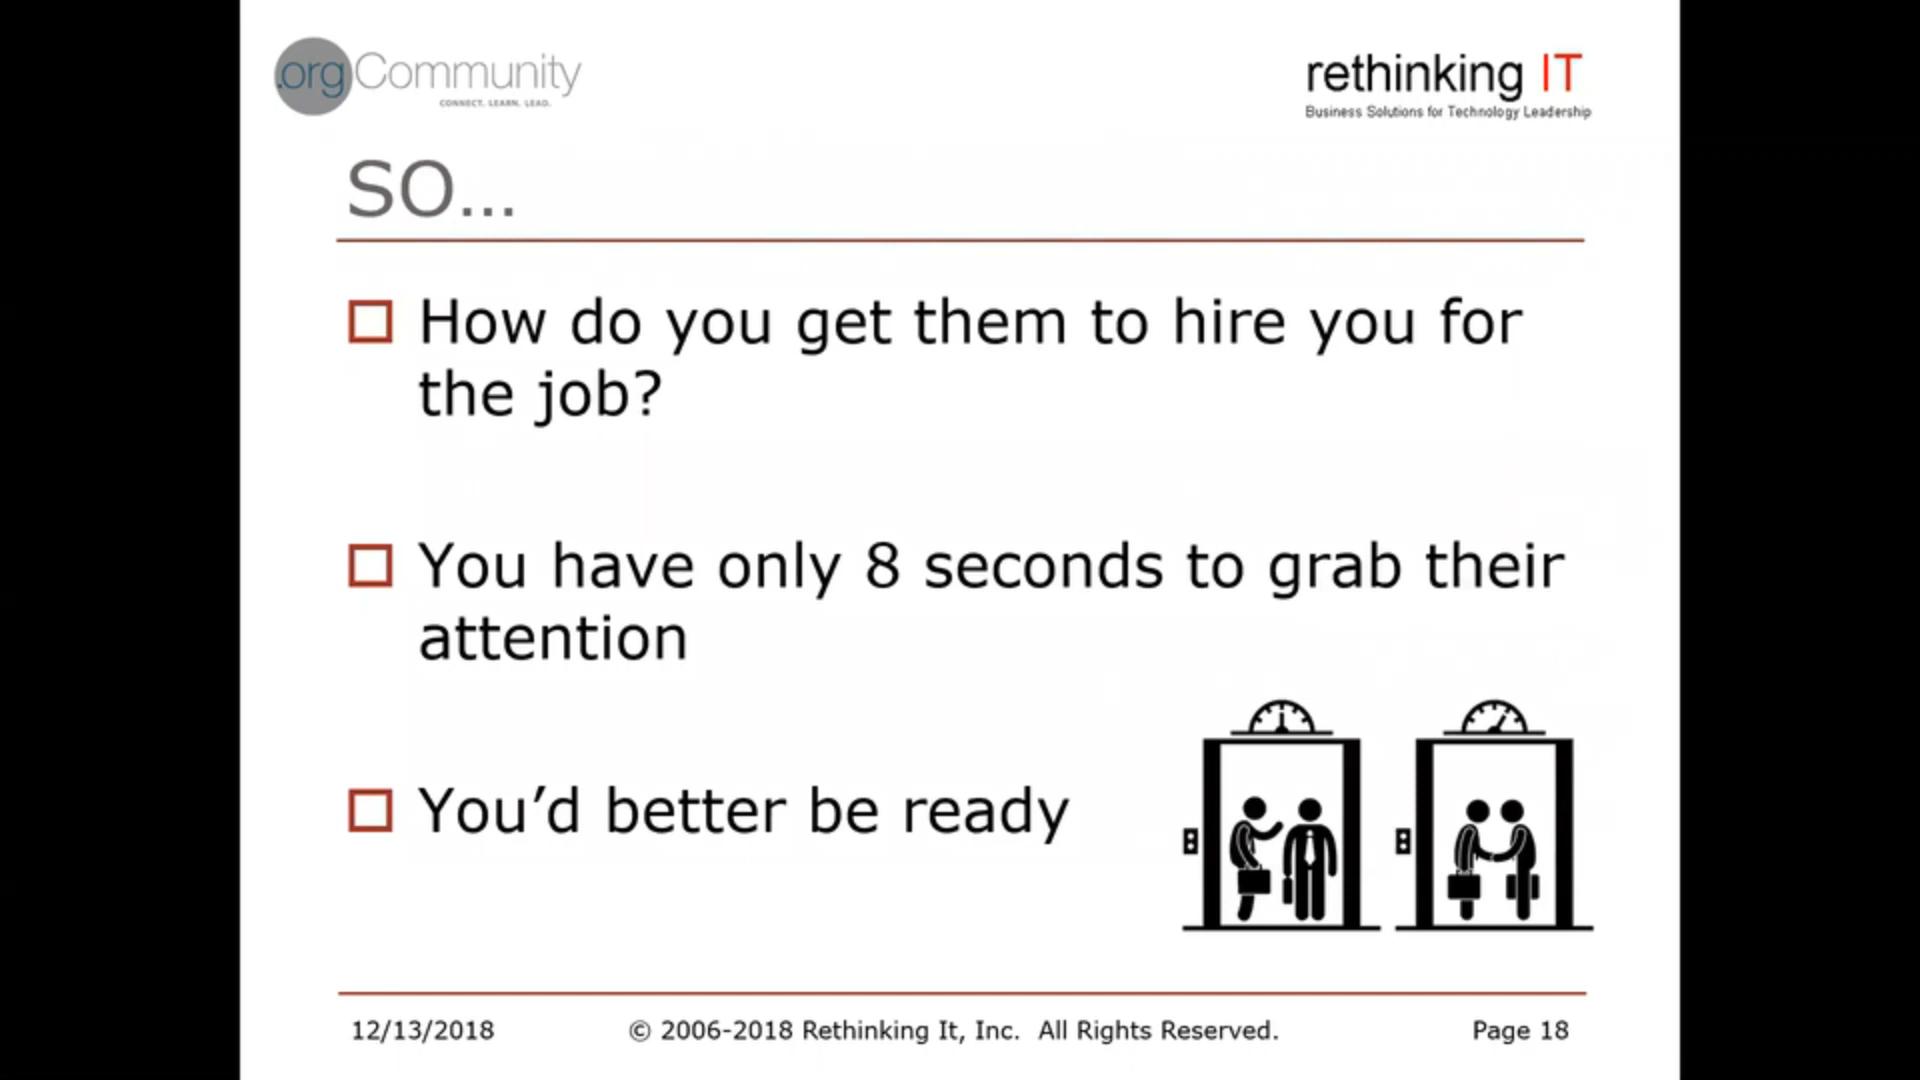 .orgCommunity
CONNECT. LEARN. LEAD.
rethinking IT
Business Solutions for Technology Leadership
SO…
How do you get them to hire you for
the job?
You have only 8 seconds to grab their
attention
You’d better be ready
12/13/2018 © 2006-2018 Rethinking It, Inc. All Rights Reserved. Page 18